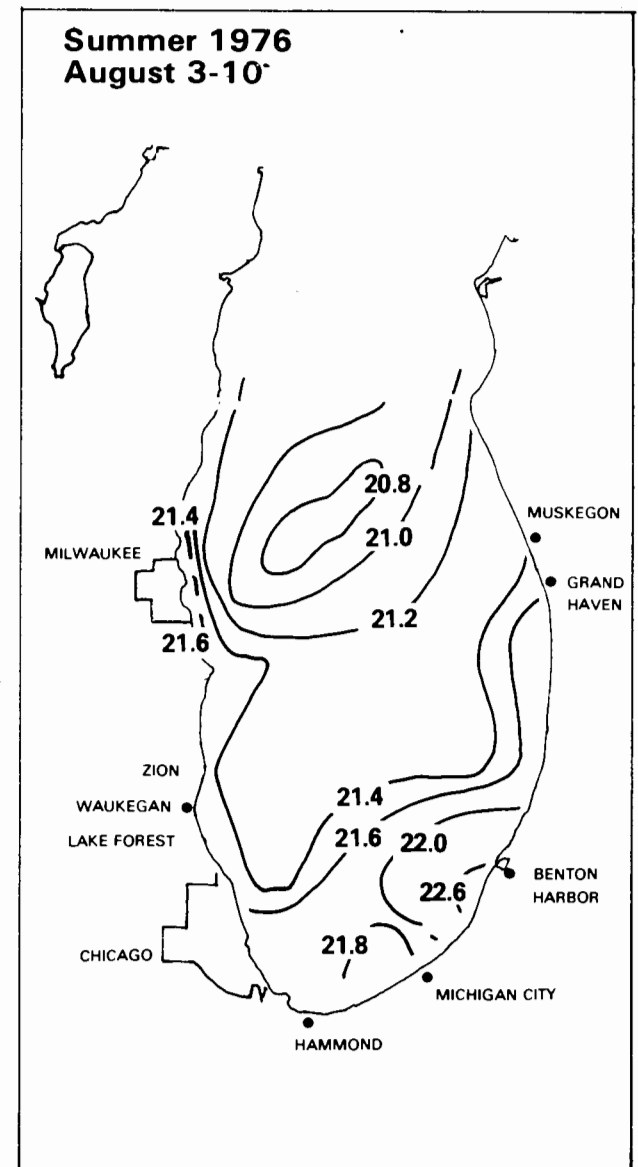 Summer 1976
August 3-10
20.8
21.4
MUSKEGON
21.0
MILWAUKEE
GRAND
HAVEN
21.2
21.6
ZION
21.4
WAUKEGAN
LAKE FOREST
21.6
22.0
BENTON
HARBOR
22.6
21.8
CHICAGO
MICHIGAN CITY
HAMMOND